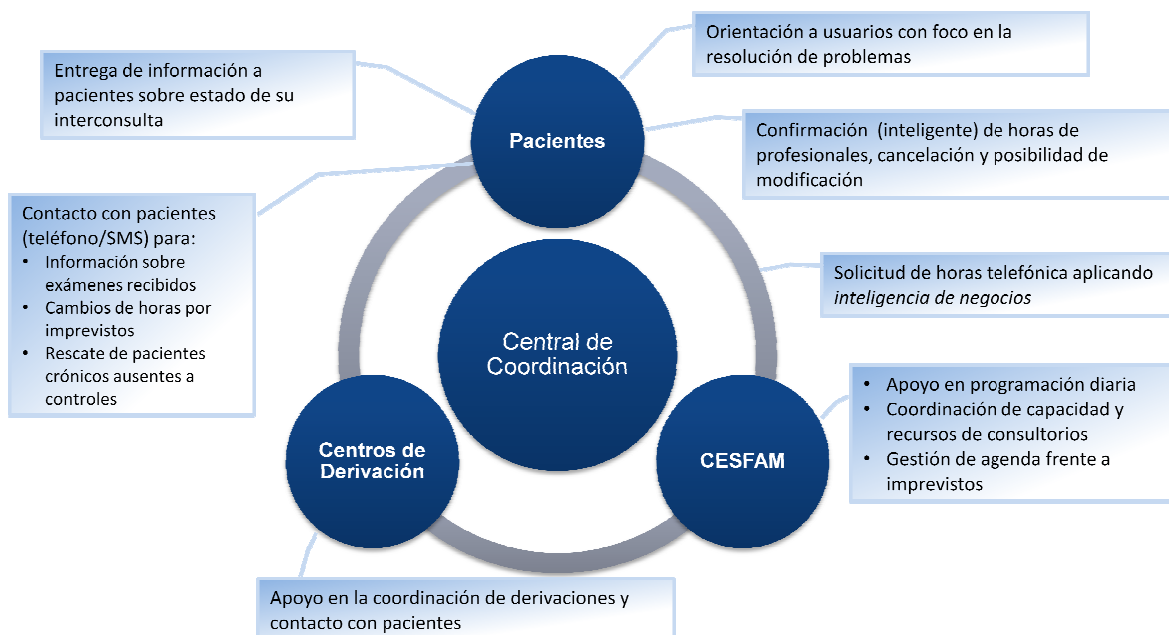 Orientación a usuarios con foco en la
resolución de problemas
Entrega de información a
pacientes sobre estado de su
interconsulta
Pacientes
Confirmación (inteligente) de horas de
profesionales, cancelación y posibilidad de
modificación
Contacto con pacientes
(teléfono/SMS) para:
• Información sobre
exámenes recibidos
• Cambios de horas por
imprevistos
• Rescate de pacientes
crónicos ausentes a
controles
Solicitud de horas telefónica aplicando
inteligencia de negocios
Central de
Coordinación
• Apoyo en programación diaria
• Coordinación de capacidad y
recursos de consultorios
• Gestión de agenda frente a
imprevistos
Centros de
Derivación
CESFAM
Apoyo en la coordinación de derivaciones y
contacto con pacientes